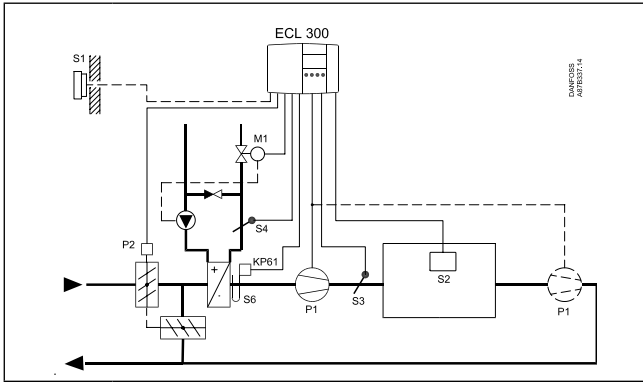 ECL 300
S1
DANFOSS
A87B337.14
M1
S4
P2
KP61
S6
+
-
P1
S3
S2
P1